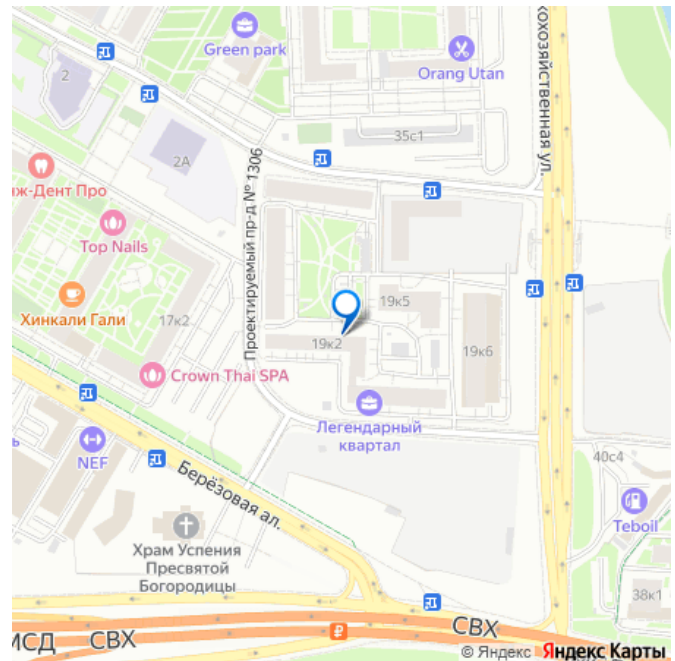 Green park
Orang Utan
кохозяйственная ул.
2
2А
35с1
нж-Дент Про
Проектируемый пр-д № 1306
Top Nails
Хинкали Гали
17к2
19к5
19к2
19к6
Crown Thai SPA
Легендарный
квартал
NEF
Берёзовая ал.
40с4
Teboil
Храм Успения
Пресвятой
Богородицы
38к1
МСД
СВХ
СВХ
© Яндекс Яндекс Карты